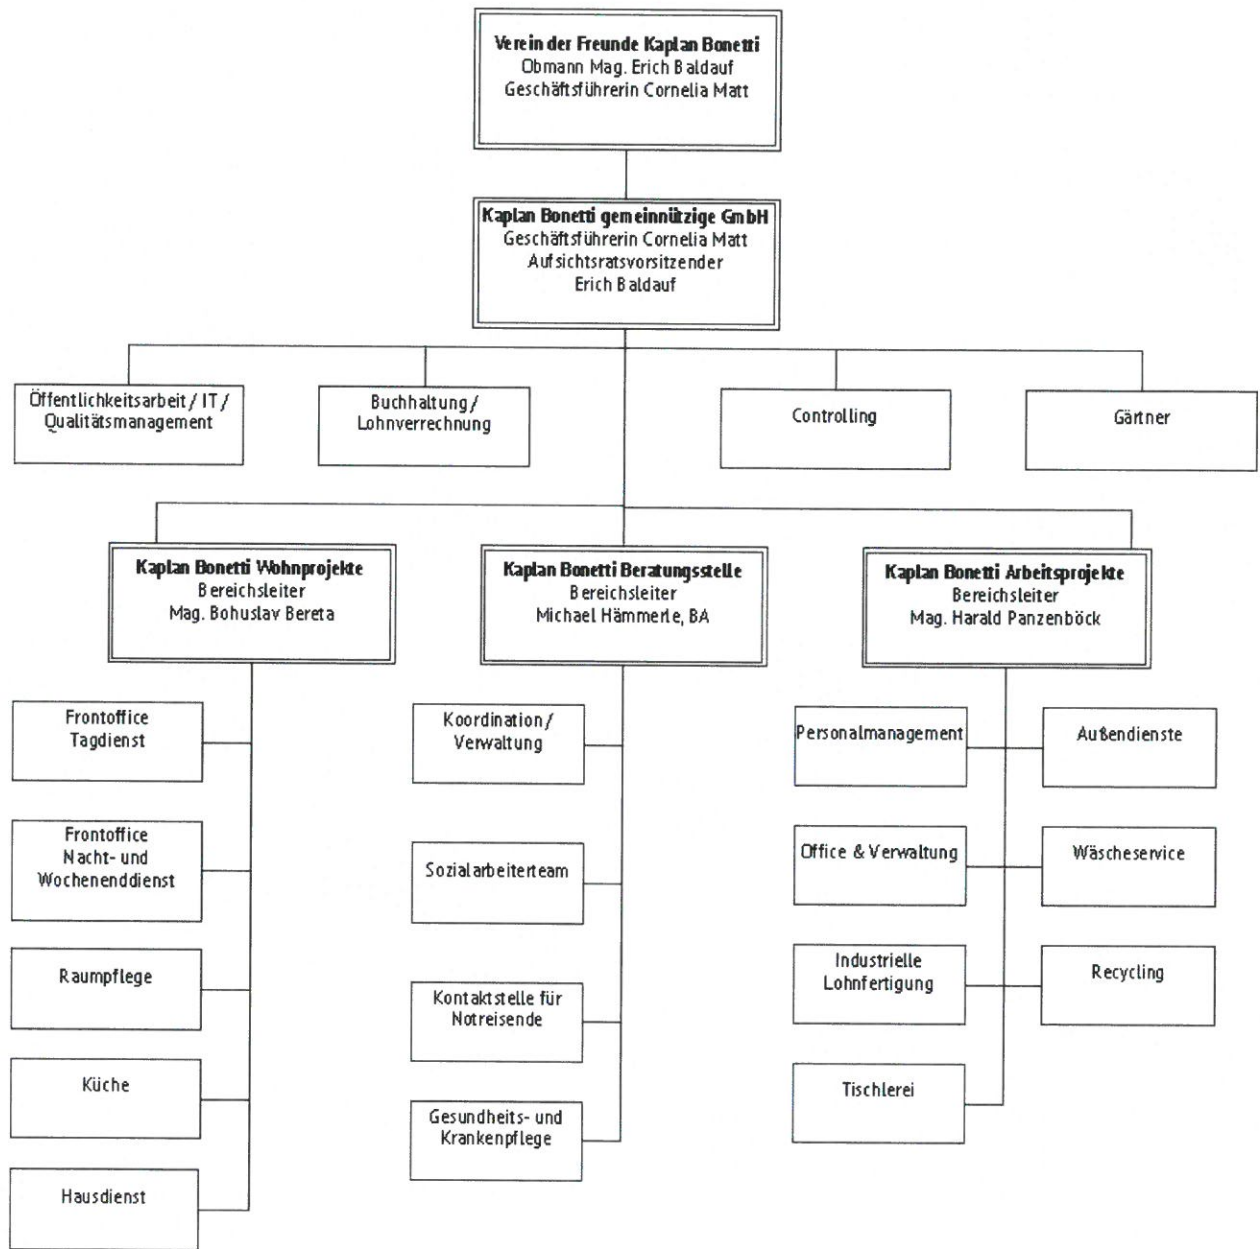 Verein der Freunde Kaplan Bonetti
Obmann Mag. Erich Baldauf
Geschäftsführerin Cornelia Matt
Kaplan Bonetti gemeinnützige GmbH
Geschäftsführerin Cornelia Matt
Aufsichtsratsvorsitzender
Erich Baldauf
Öffentlichkeitsarbeit / IT /
Qualitätsmanagement
Buchhaltung /
Lohnverrechnung
Controlling
Gärtner
Kaplan Bonetti Wohnprojekte
Bereichsleiter
Mag. Bohuslav Bereta
Kaplan Bonetti Beratungsstelle
Bereichsleiter
Michael Hämmerle, BA
Kaplan Bonetti Arbeitsprojekte
Bereichsleiter
Mag. Harald Panzenböck
Frontoffice
Tagdienst
Frontoffice
Nacht- und
Wochenenddienst
Raumpflege
Küche
Hausdienst
Koordination /
Verwaltung
Sozialarbeiterteam
Kontaktstelle für
Notreisende
Gesundheits- und
Krankenpflege
Personalmanagement
Außendienste
Office & Verwaltung
Wäscheservice
Industrielle
Lohnfertigung
Recycling
Tischlerei